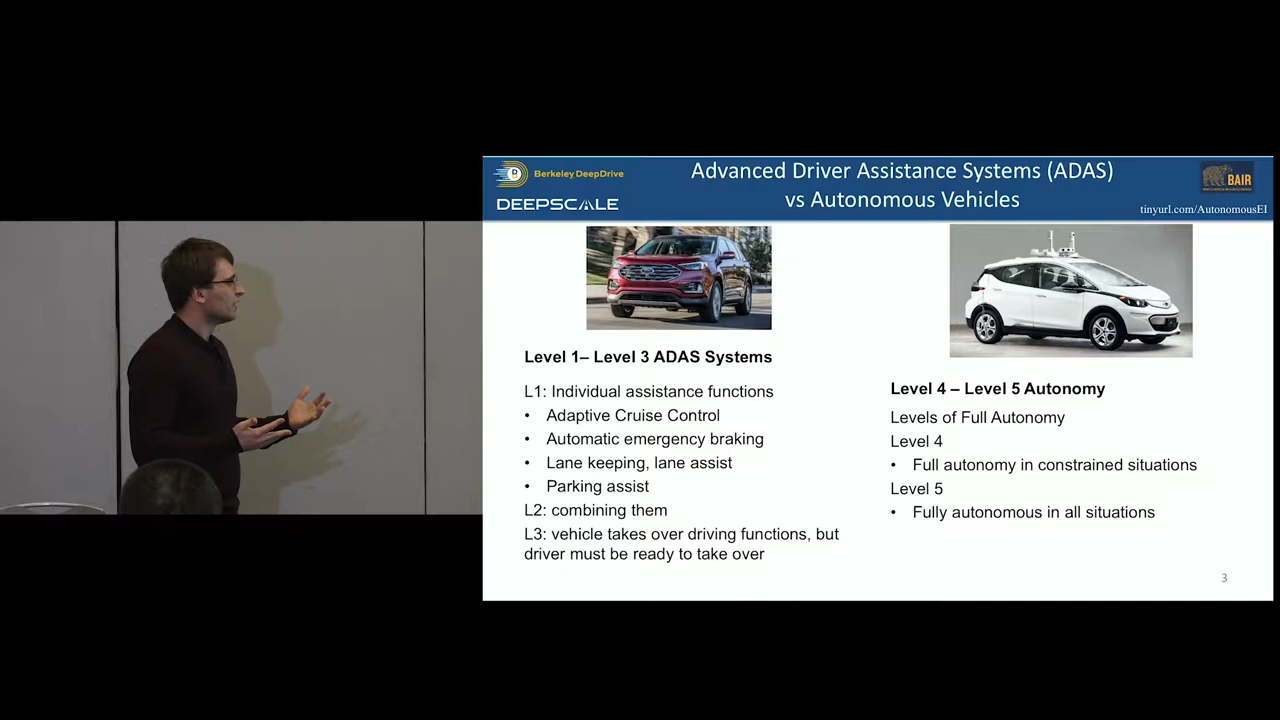 Berkeley DeepDrive
DEEPSCALE
Advanced Driver Assistance Systems (ADAS)
vs Autonomous Vehicles
BAIR
tinyurl.com/AutonomousEI
Level 1– Level 3 ADAS Systems
L1: Individual assistance functions
• Adaptive Cruise Control
• Automatic emergency braking
• Lane keeping, lane assist
• Parking assist
L2: combining them
L3: vehicle takes over driving functions, but
driver must be ready to take over
Level 4 – Level 5 Autonomy
Levels of Full Autonomy
Level 4
• Full autonomy in constrained situations
Level 5
• Fully autonomous in all situations
3